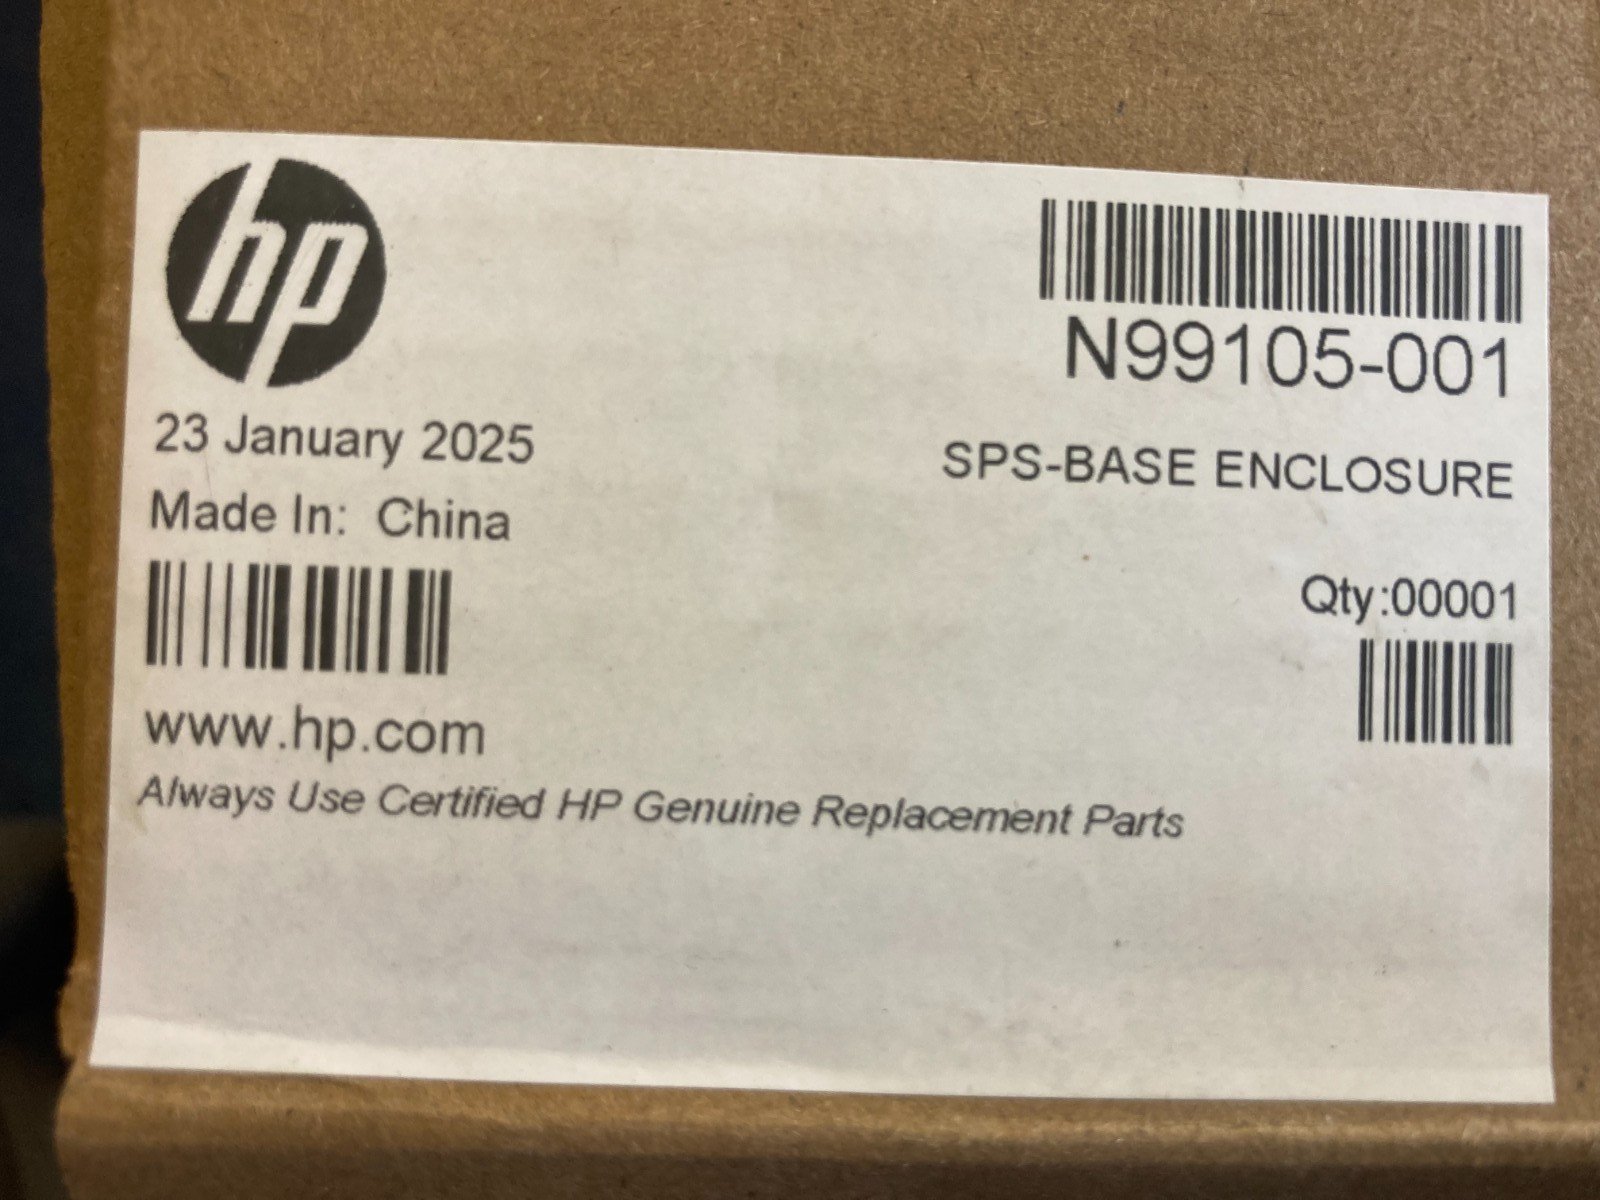 hp
N99105-001
23 January 2025
SPS-BASE ENCLOSURE
Made In: China
Qty:00001
www.hp.com
Always Use Certified HP Genuine Replacement Parts